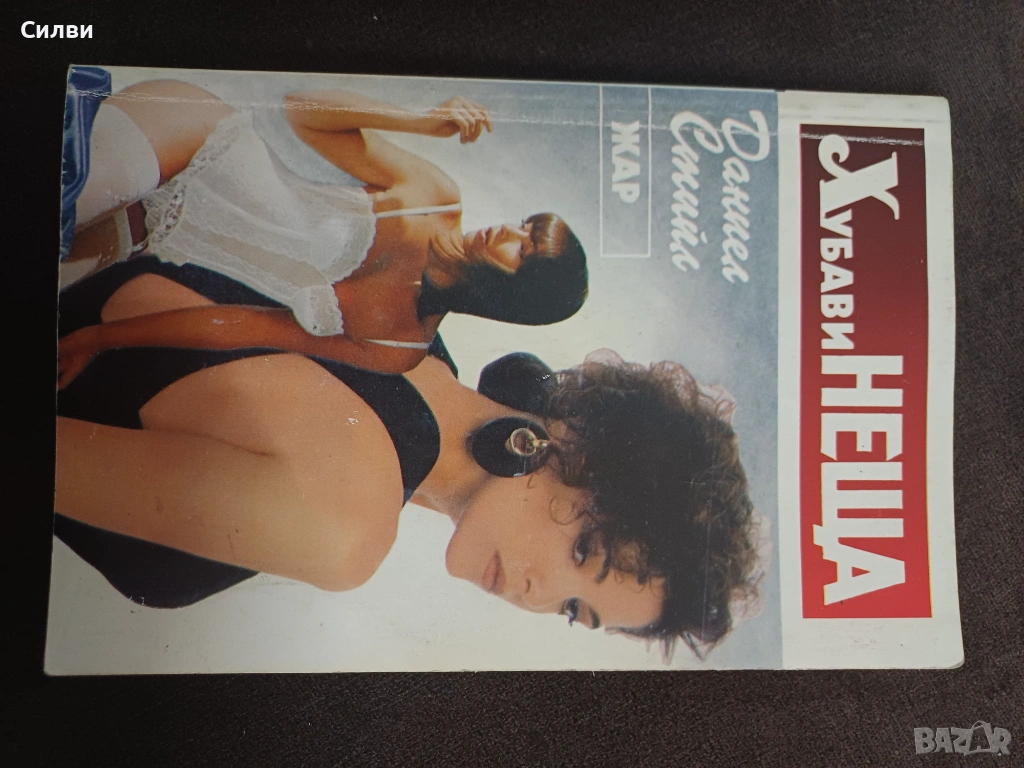 Силви
ХУБАВИ НЕЩА
Даниел
Стийл
ЖАР
BAZAR